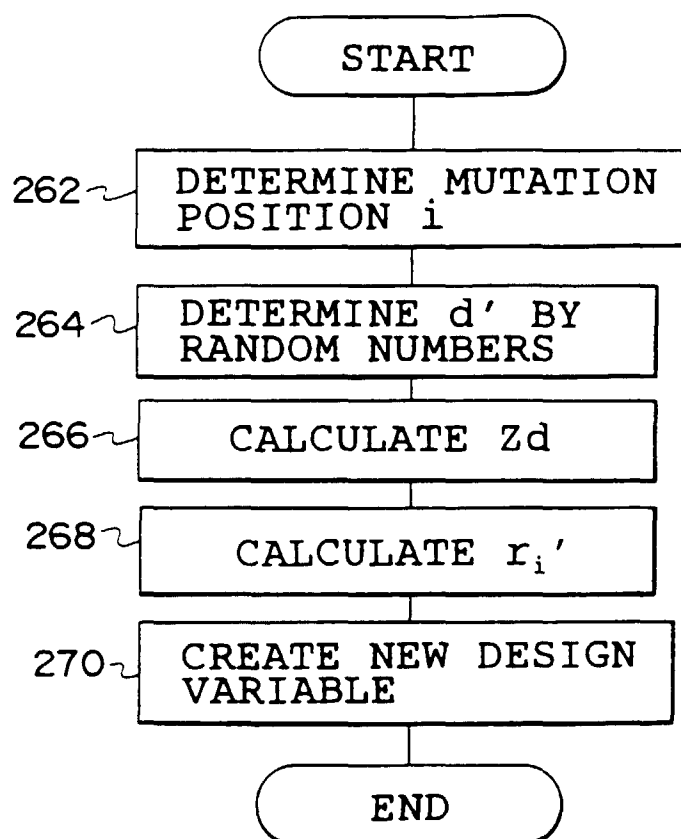 START
262
DETERMINE MUTATION
POSITION i
264
DETERMINE d' BY
RANDOM NUMBERS
266
CALCULATE Zd
268
CALCULATE rᵢ'
270
CREATE NEW DESIGN
VARIABLE
END